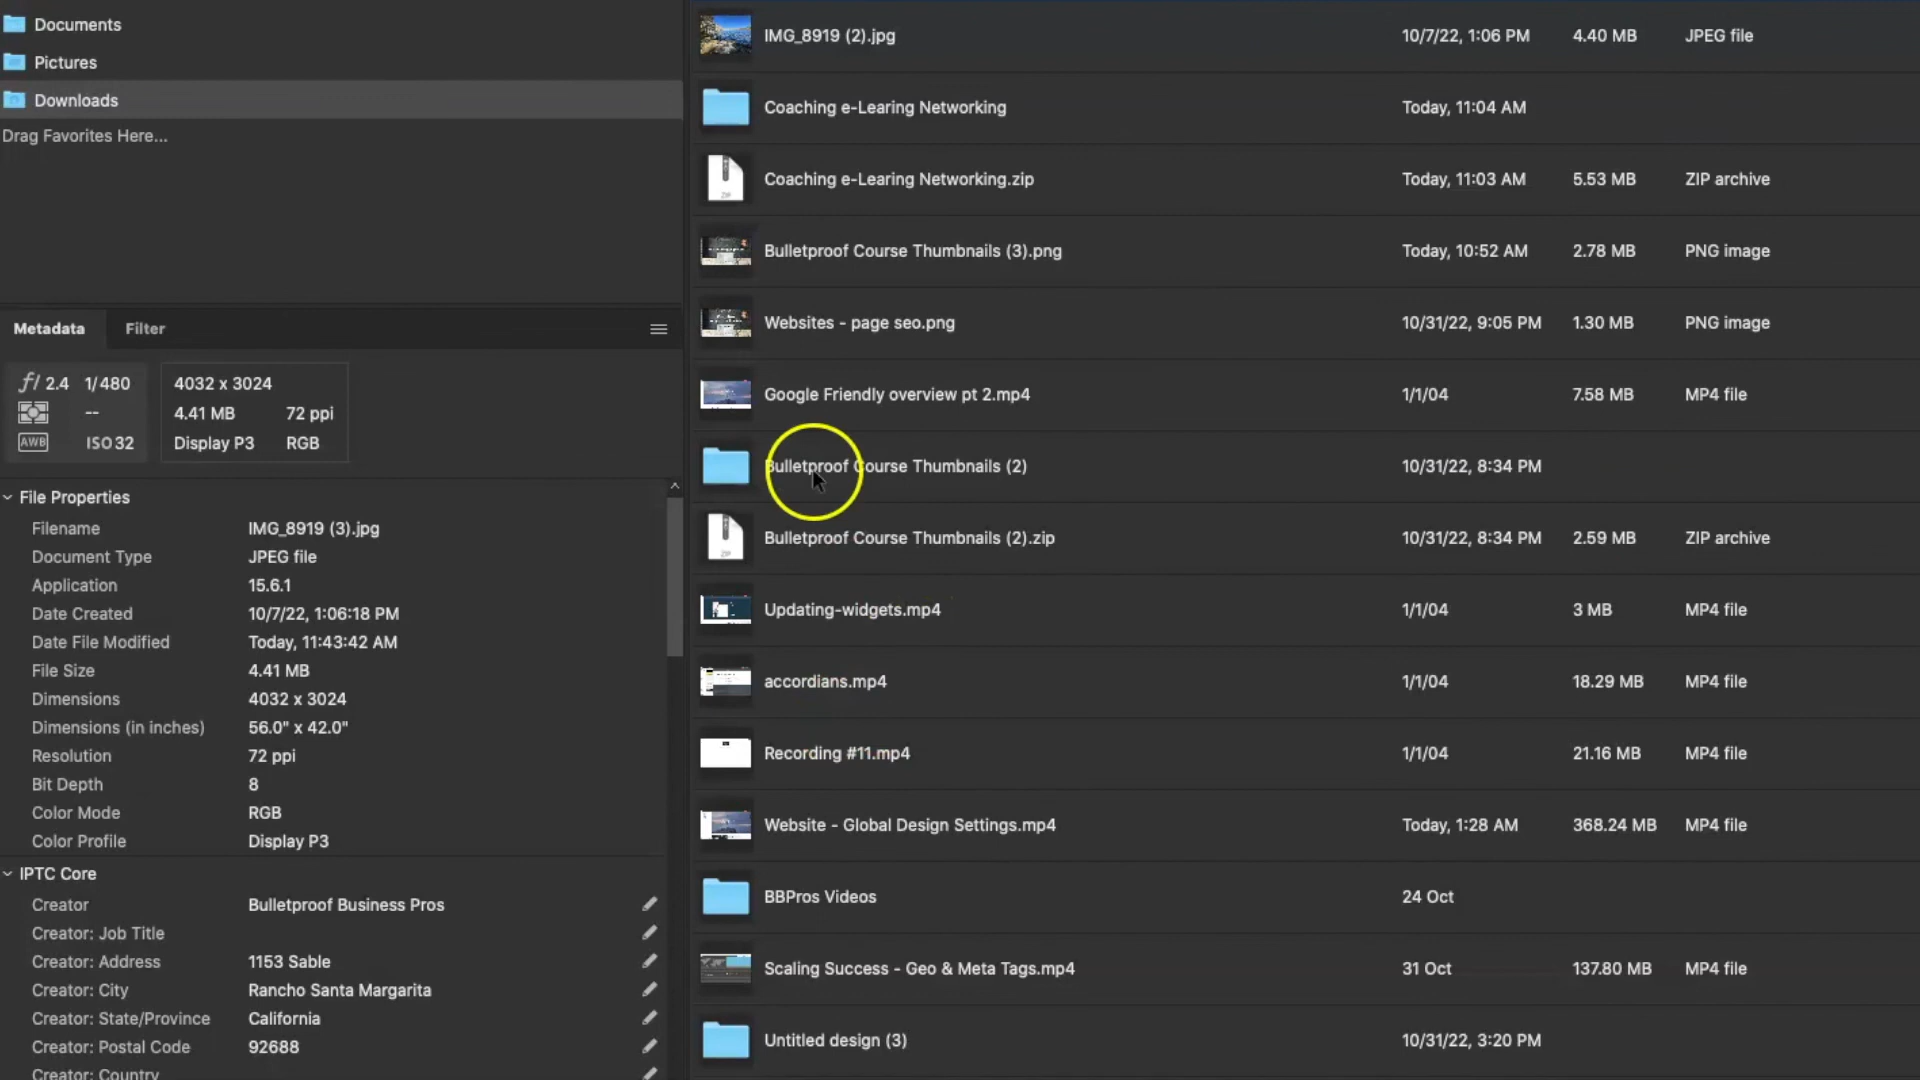 Documents
Pictures
Downloads
Drag Favorites Here...
Metadata Filter
f/ 2.4 1/480
--
AWB ISO 32
4032 x 3024
4.41 MB 72 ppi
Display P3 RGB
File Properties
Filename IMG_8919 (3).jpg
Document Type JPEG file
Application 15.6.1
Date Created 10/7/22, 1:06:18 PM
Date File Modified Today, 11:43:42 AM
File Size 4.41 MB
Dimensions 4032 x 3024
Dimensions (in inches) 56.0" x 42.0"
Resolution 72 ppi
Bit Depth 8
Color Mode RGB
Color Profile Display P3
IPTC Core
Creator Bulletproof Business Pros
Creator: Job Title
Creator: Address 1153 Sable
Creator: City Rancho Santa Margarita
Creator: State/Province California
Creator: Postal Code 92688
Creator: Country
IMG_8919 (2).jpg 10/7/22, 1:06 PM 4.40 MB JPEG file
Coaching e-Learing Networking Today, 11:04 AM
ZIP Coaching e-Learing Networking.zip Today, 11:03 AM 5.53 MB ZIP archive
Bulletproof Course Thumbnails (3).png Today, 10:52 AM 2.78 MB PNG image
Websites - page seo.png 10/31/22, 9:05 PM 1.30 MB PNG image
Google Friendly overview pt 2.mp4 1/1/04 7.58 MB MP4 file
Bulletproof Course Thumbnails (2) 10/31/22, 8:34 PM
ZIP Bulletproof Course Thumbnails (2).zip 10/31/22, 8:34 PM 2.59 MB ZIP archive
Updating-widgets.mp4 1/1/04 3 MB MP4 file
accordians.mp4 1/1/04 18.29 MB MP4 file
Recording #11.mp4 1/1/04 21.16 MB MP4 file
Website - Global Design Settings.mp4 Today, 1:28 AM 368.24 MB MP4 file
BBPros Videos 24 Oct
Scaling Success - Geo & Meta Tags.mp4 31 Oct 137.80 MB MP4 file
Untitled design (3) 10/31/22, 3:20 PM